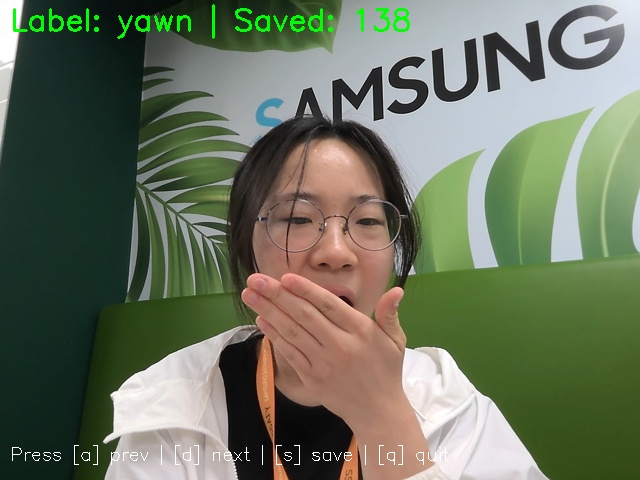 Label: yawn | Saved: 138
SAMSUNG
Press [a] prev | [d] next | [s] save | [q] quit